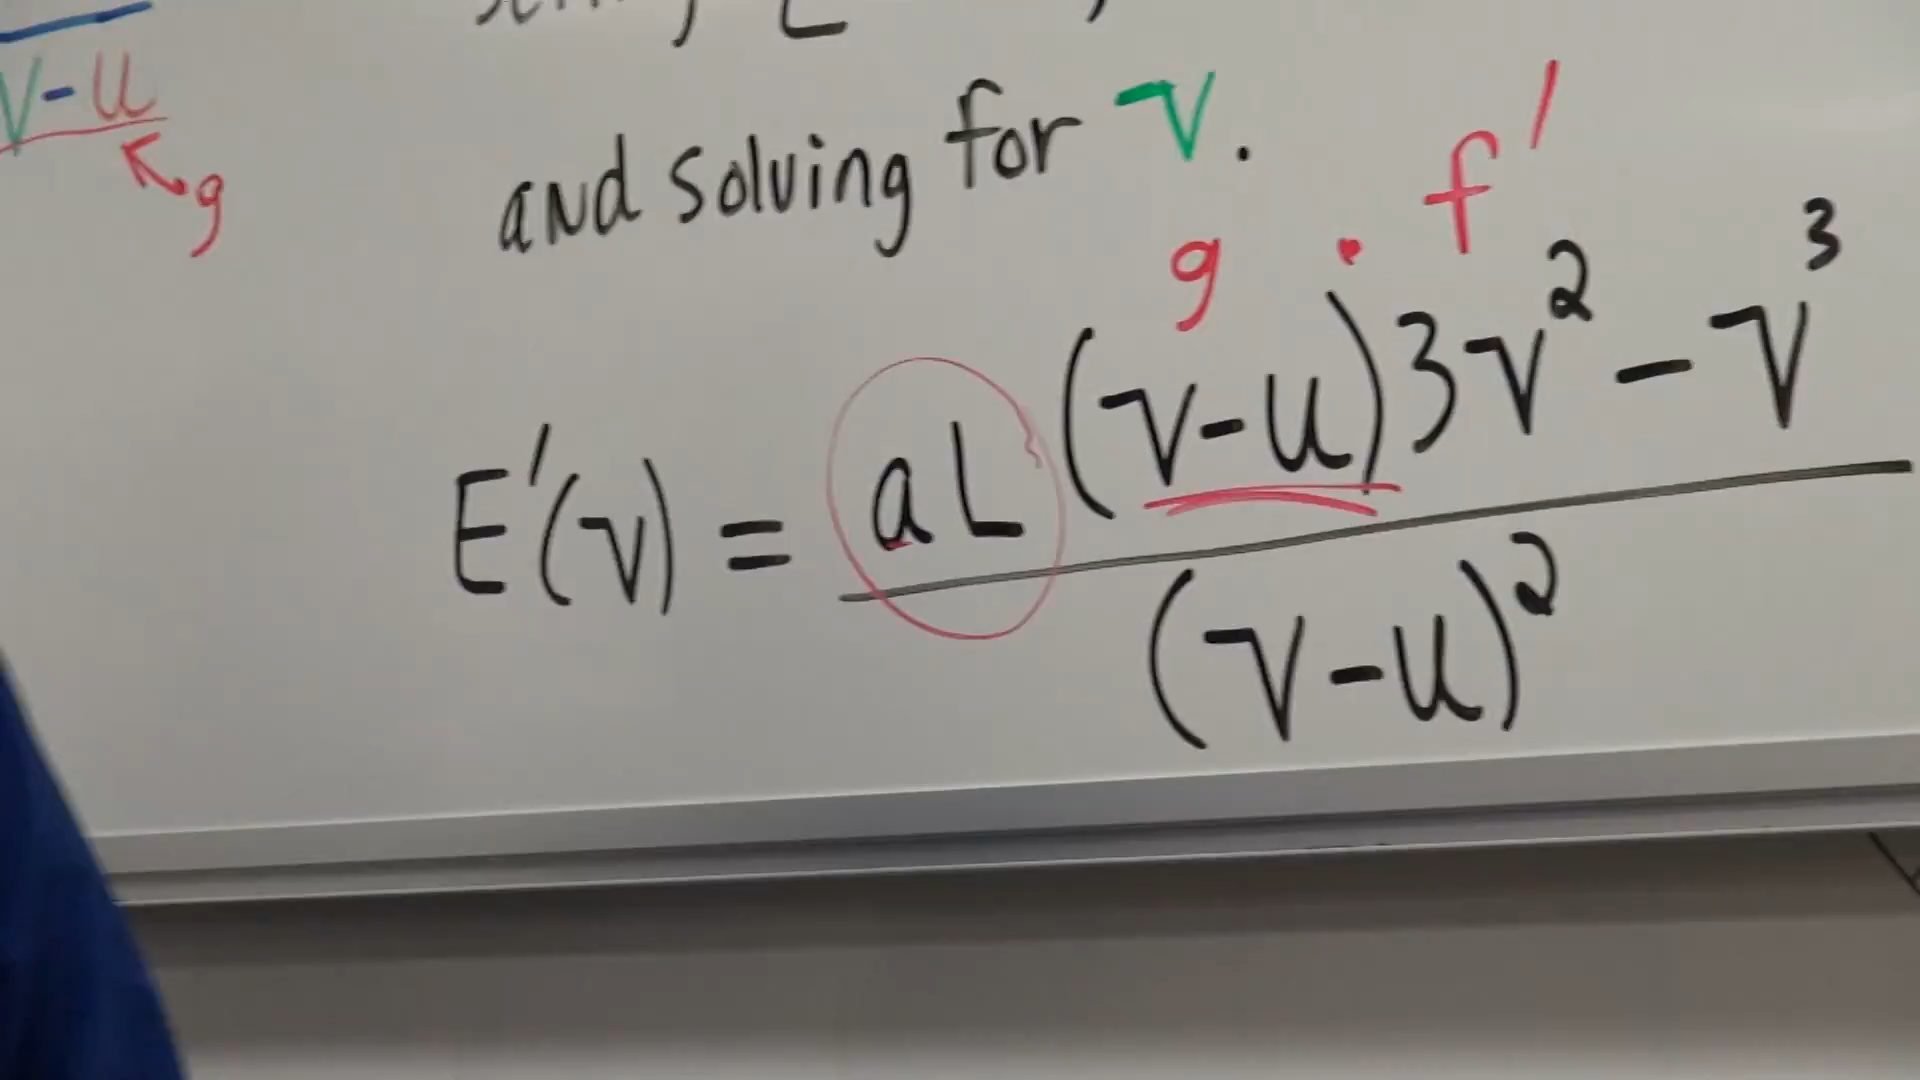 v-u
g
and solving for v.
g · f'
E'(v) = aL (v-u)3v² - v³
(v-u)²